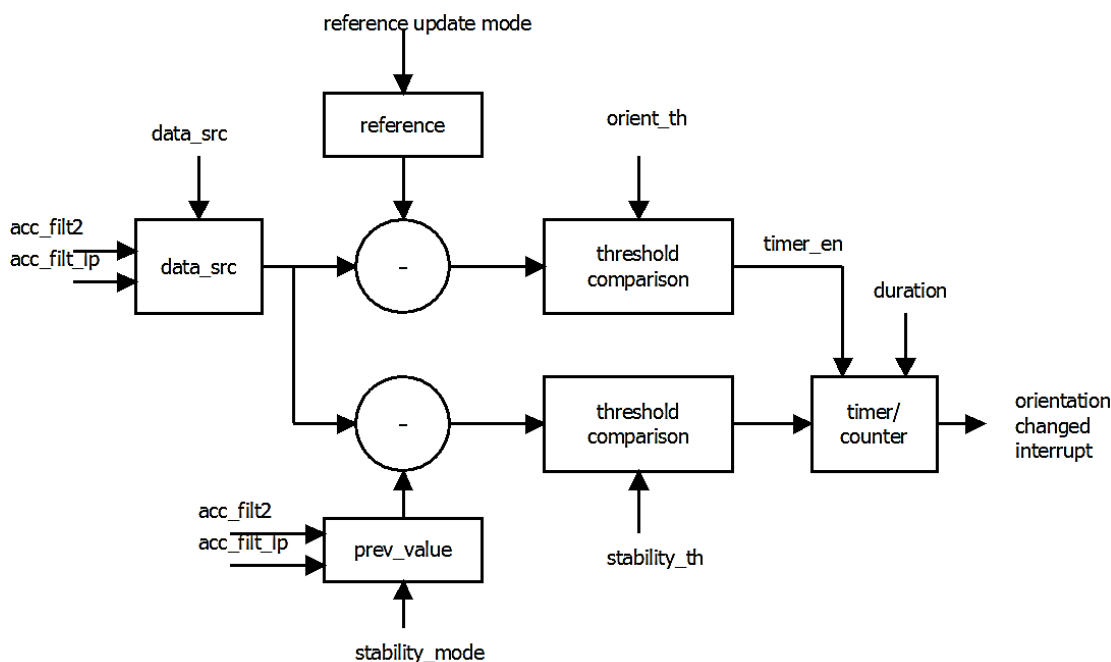 reference update mode
reference
data_src
orient_th
acc_filt2
acc_filt_lp
data_src
-
threshold
comparison
timer_en
duration
-
threshold
comparison
timer/
counter
orientation
changed
interrupt
acc_filt2
acc_filt_lp
prev_value
stability_th
stability_mode